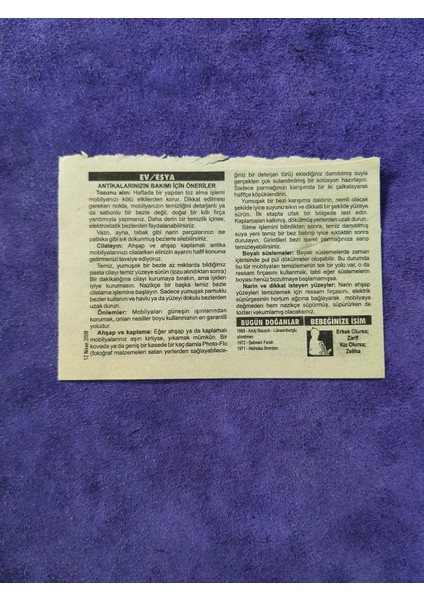 EV/EŞYA
ANTİKALARINIZIN BAKIMI İÇİN ÖNERİLER
Tozunu alın: Haftada bir yapılan toz alma işlemi
mobilyanızı kötü etkilerden korur. Dikkat edilmesi
gereken nokta, mobilyanızın temizliğini deterjanlı ya
da sabunlu bir bezle değil, doğal bir kıllı fırça
yardımıyla yapmanız. Daha derin bir temizlik içinse,
elektrostatik bezlerden faydalanabilirsiniz.
Vazo, ayna, tabak gibi narin parçalarınızı ise
patiska gibi sık dokunmuş bezlerle silebilirsiniz.
Cilalayın: Ahşap ve ahşap kaplamalı antika
mobilyalarınızı cilalarken elinizin ayarını hafif konuma
getirmenizi tavsiye ediyoruz.
Temiz, yumuşak bir beze az miktarda bildiğimiz
pasta cilayı temiz yüzeye sürün (tozu alındıktan sonra)
Bir dakikalığına cilayı kurumaya bırakın, ama iyiden
iyiye kurumasın. Nazikçe bir başka temiz bezle
cilalama işlemine başlayın. Sadece yumuşak pamuklu
bezler kullanın ve havlu ya da yüzeyi dokulu bezlerden
uzak durun.
Önlemler: Mobilyaları güneşin ışınlarından
korumak, onları nesiller boyu kullanmanın en garantili
yoludur.
Ahşap ve kaplama: Eğer ahşap ya da kaplamalı
mobilyalarınız aşırı kirliyse, yıkamak mümkün. Bir
kovada ya da geniş bir kasede bir kaç damla Photo-Flo
(fotoğraf malzemeleri satan yerlerden sağlayabilece-
12 Nisan 2009
ğiniz bir deterjan türü) eklediğiniz damıtılmış suyla
gerçekten çok sulandırılmış bir solüsyon hazırlayın.
Sadece parmağınızı karışımda bir iki çalkalayarak
hafifçe köpüklendirin.
Yumuşak bir bezi karışıma daldırın, nemli olacak
şekilde iyice suyunu sıkın ve dikkatli bir şekilde yüzeye
sürün. İlk etapta ufak bir bölgede test edin.
Kaplamaları kalkmış, dökülmüş yerlerden uzak durun.
Silme işlemini bitirdikten sonra, temiz damıtılmış
suya yeni temiz bir bez batırıp iyice sıktıktan sonra
durulayın. Girintileri bezi işaret parmağınıza sarıp
temizleyebilirsiniz.
Boyalı süslemeler: Boyalı süslemelerde zaman
içerisinde pul pul dökülmeler oluşabilir. Bu durumda
bu tür mobilyaları temizlemenin tek bir yolu var, o da
ressam fırçasını kullanmak, tabii eğer süslemelerin
boyası henüz bozulmaya başlamamışsa.
Narin ve dikkat isteyen yüzeyler: Narin ahşap
yüzeyleri temizlemek için ressam fırçasını, elektrik
süpürgesinin hortum ağzına bağlayarak, mobilyaya
değmeden hem nazikçe süpürmüş, süpürürken de
tozları vakumlamış olacaksınız.
BUGÜN DOĞANLAR
yönetmen
1972 - Şebnem Ferah
1971 - Nicholas Brendon
BEBEĞİNİZE İSİM
Erkek Olursa;
Zarif
Kız Olursa;
Zeliha